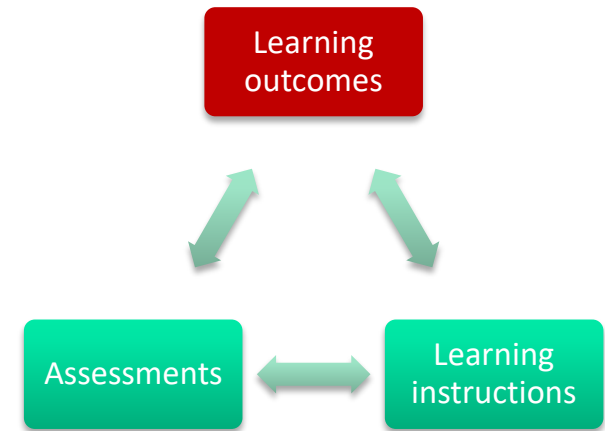 Learning
outcomes
Assessments
Learning
instructions